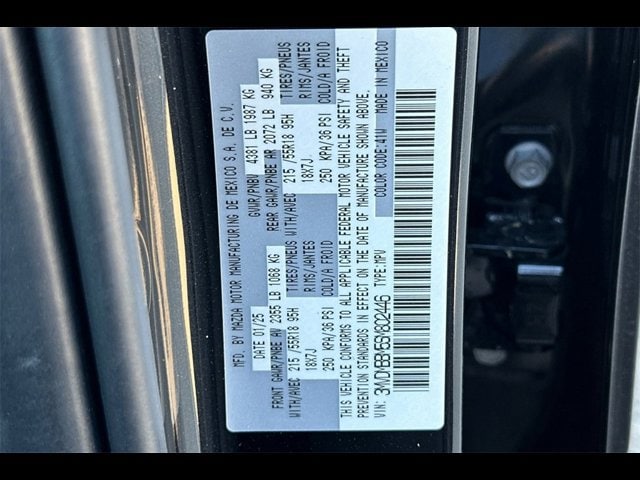 MFD. BY MAZDA MOTOR MANUFACTURING DE MEXICO S.A. DE C.V.
DATE 01/25 GVWR/PNBV 4381 LB 1987 KG
FRONT GAWR/PNBE AV 2355 LB 1068 KG REAR GAWR/PNBE AR 2072 LB 940 KG
WITH/AVEC 215 /55R18 95H TIRES/PNEUS WITH/AVEC 215 /55R18 95H TIRES/PNEUS
18X7J RIMS/JANTES 18X7J RIMS/JANTES
250 KPA/36 PSI COLD/A FROID 250 KPA/36 PSI COLD/A FROID
THIS VEHICLE CONFORMS TO ALL APPLICABLE FEDERAL MOTOR VEHICLE SAFETY AND THEFT
PREVENTION STANDARDS IN EFFECT ON THE DATE OF MANUFACTURE SHOWN ABOVE.
COLOR CODE:41W MADE IN MEXICO
VIN: TYPE:MPV